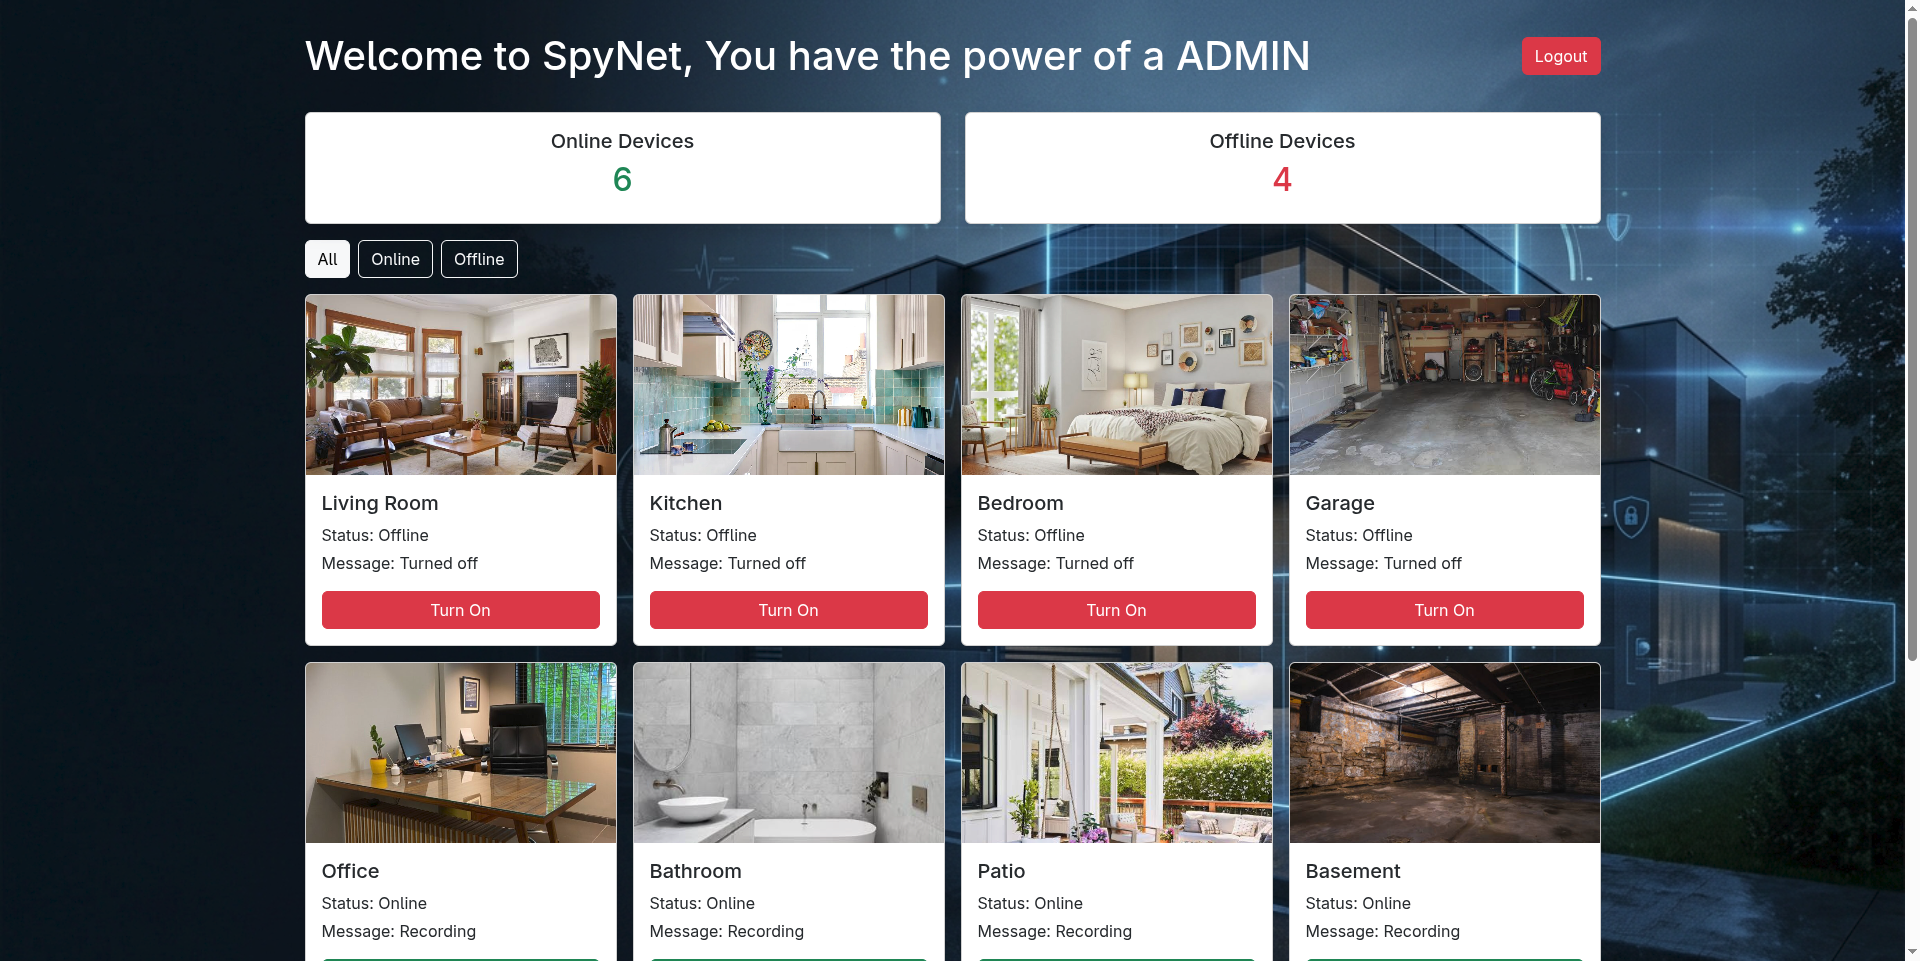 Welcome to SpyNet, You have the power of a ADMIN
Logout
Online Devices
6
Offline Devices
4
All
Online
Offline
Living Room
Status: Offline
Message: Turned off
Turn On
Kitchen
Status: Offline
Message: Turned off
Turn On
Bedroom
Status: Offline
Message: Turned off
Turn On
Garage
Status: Offline
Message: Turned off
Turn On
Office
Status: Online
Message: Recording
Bathroom
Status: Online
Message: Recording
Patio
Status: Online
Message: Recording
Basement
Status: Online
Message: Recording